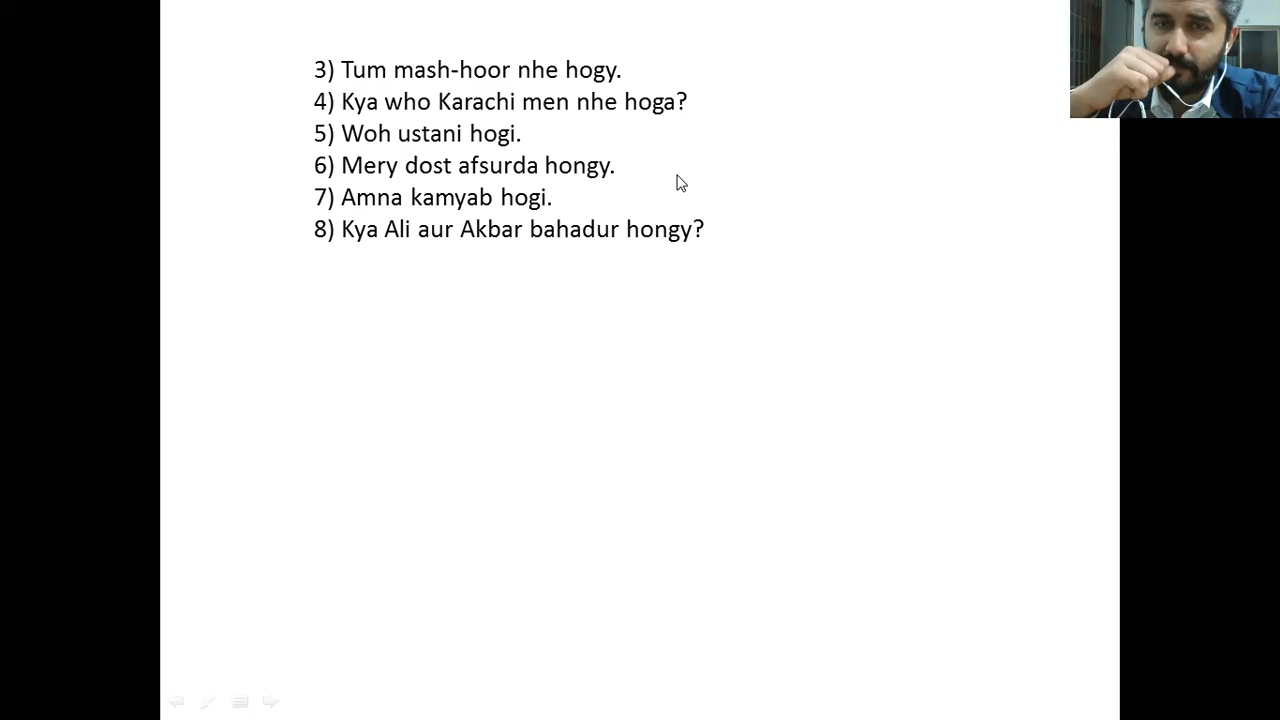 3) Tum mash-hoor nhe hogy.
4) Kya who Karachi men nhe hoga?
5) Woh ustani hogi.
6) Mery dost afsurda hongy.
7) Amna kamyab hogi.
8) Kya Ali aur Akbar bahadur hongy?